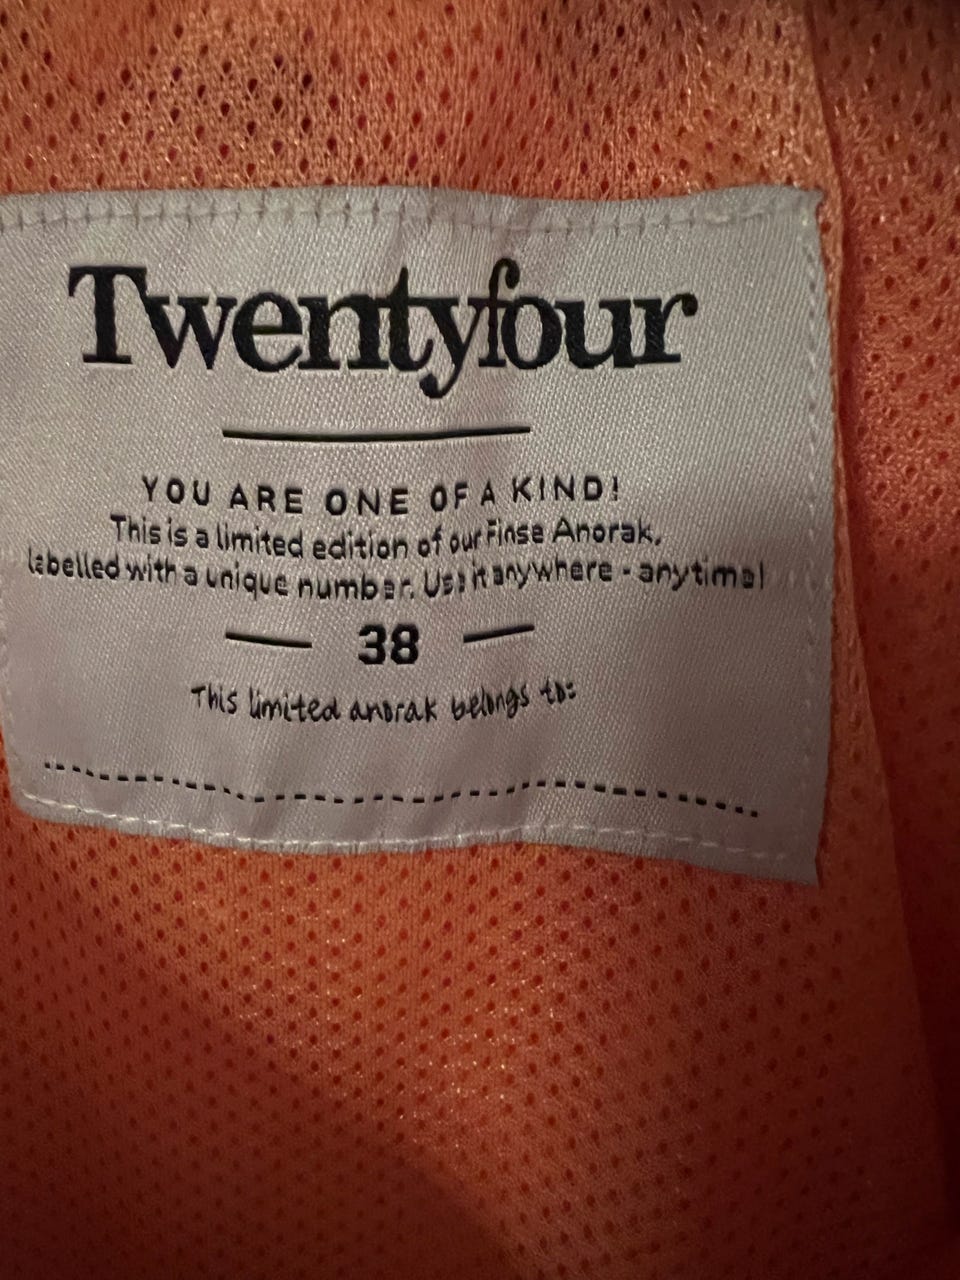 Twentyfour
YOU ARE ONE OF A KIND!
This is a limited edition of our Finse Anorak,
labelled with a unique number. Use it anywhere - anytime!
— 38 —
This limited anorak belongs to: